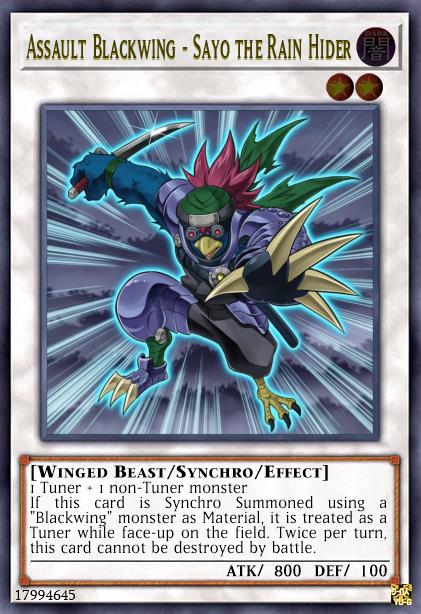 Assault Blackwing - Sayo the Rain Hider
DARK
闇
[Winged Beast/Synchro/Effect]
1 Tuner + 1 non-Tuner monster
If this card is Synchro Summoned using a
"Blackwing" monster as Material, it is treated as a
Tuner while face-up on the field. Twice per turn,
this card cannot be destroyed by battle.
ATK/ 800 DEF/ 100
17994645